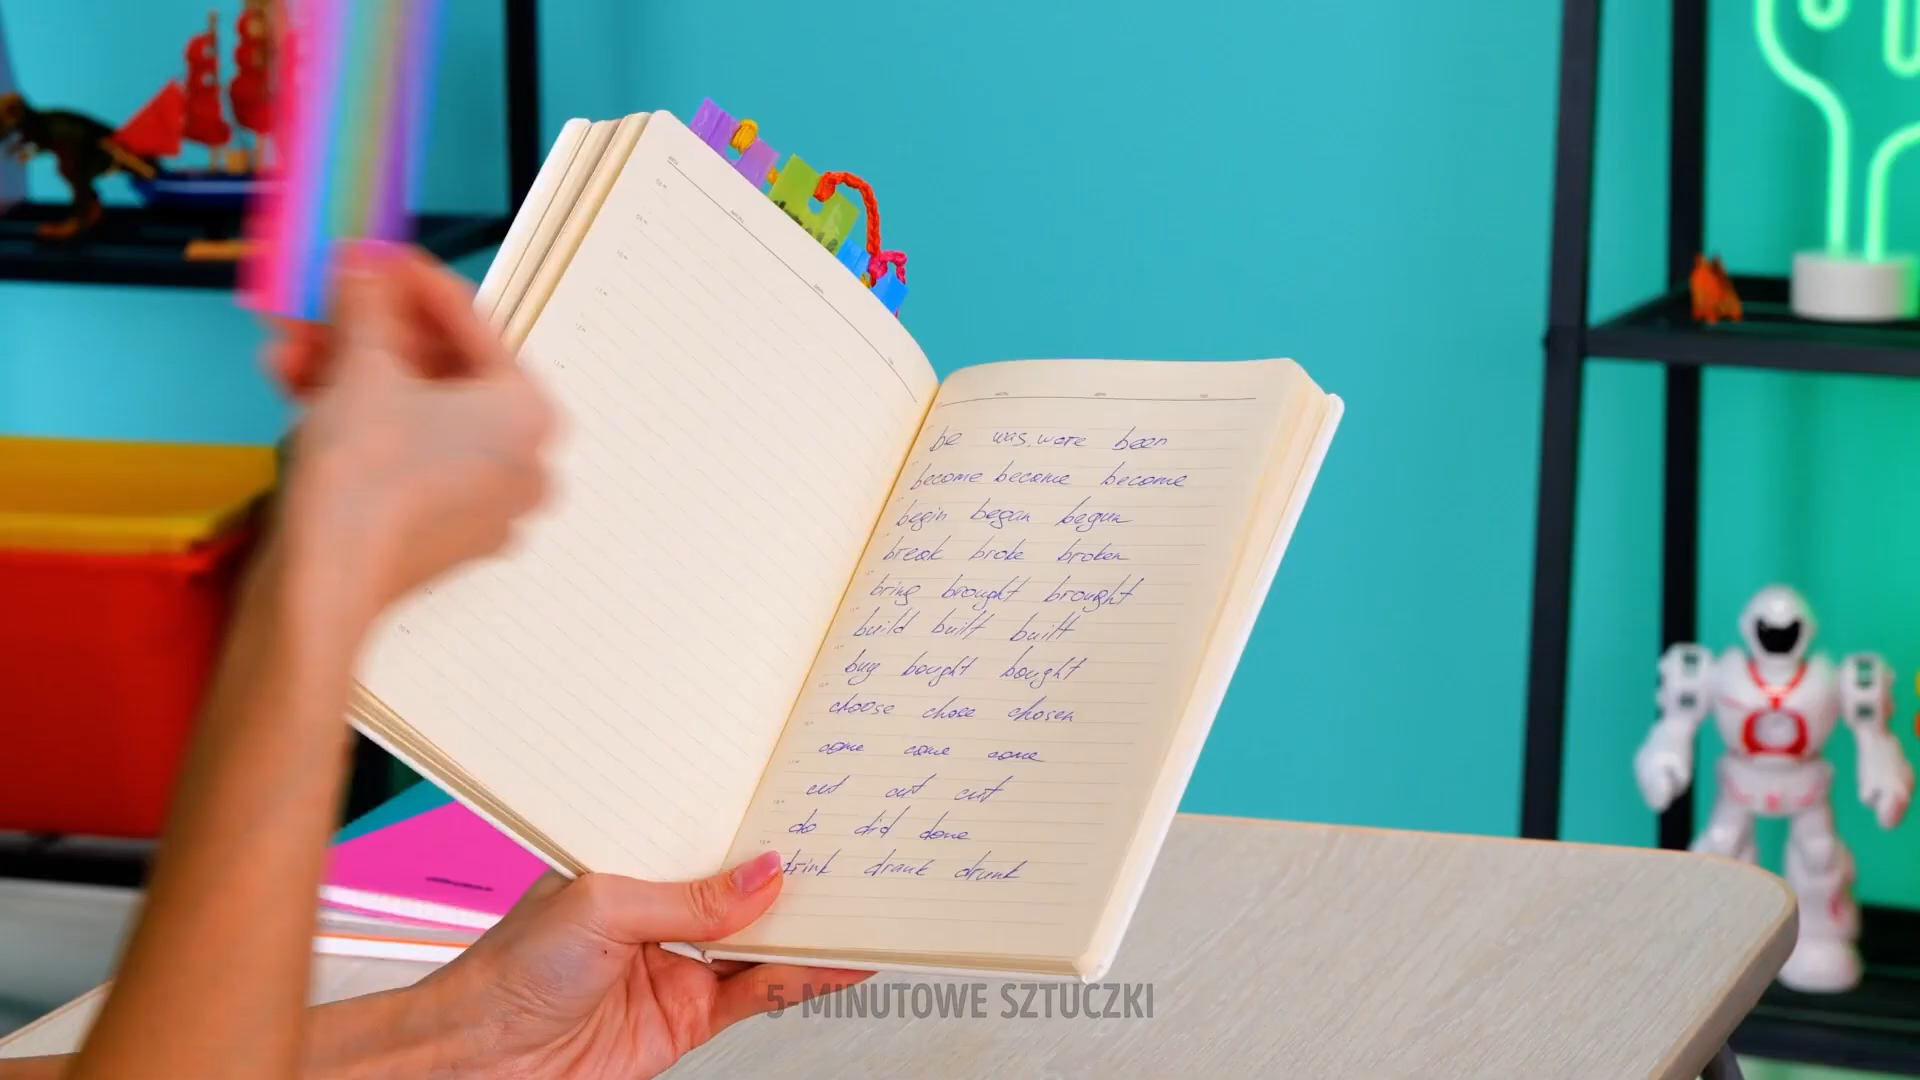 be was, were been
become became become
begin began begun
break broke broken
bring brought brought
build built built
buy bought bought
choose chose chosen
come came come
cut cut cut
do did done
drink drank drunk
5-MINUTOWE SZTUCZKI